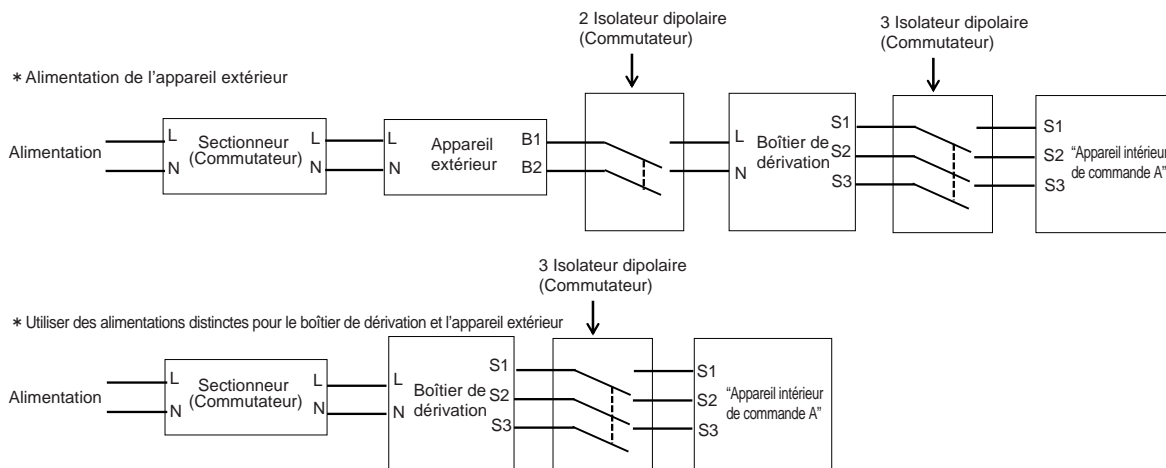 2 Isolateur dipolaire
(Commutateur)
3 Isolateur dipolaire
(Commutateur)
* Alimentation de l’appareil extérieur
Alimentation
L
N
Sectionneur
(Commutateur)
L
N
L
N
Appareil
extérieur
B1
B2
L
N
Boîtier de
dérivation
S1
S2
S3
S1
S2
S3
“Appareil intérieur
de commande A”
3 Isolateur dipolaire
(Commutateur)
* Utiliser des alimentations distinctes pour le boîtier de dérivation et l’appareil extérieur
Alimentation
L
N
Sectionneur
(Commutateur)
L
N
L
N
Boîtier de
dérivation
S1
S2
S3
S1
S2
S3
“Appareil intérieur
de commande A”